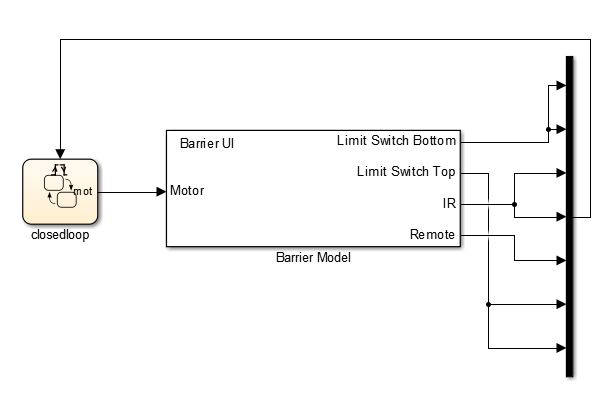 Barrier UI
Limit Switch Bottom
Limit Switch Top
mot
Motor
IR
Remote
closedloop
Barrier Model